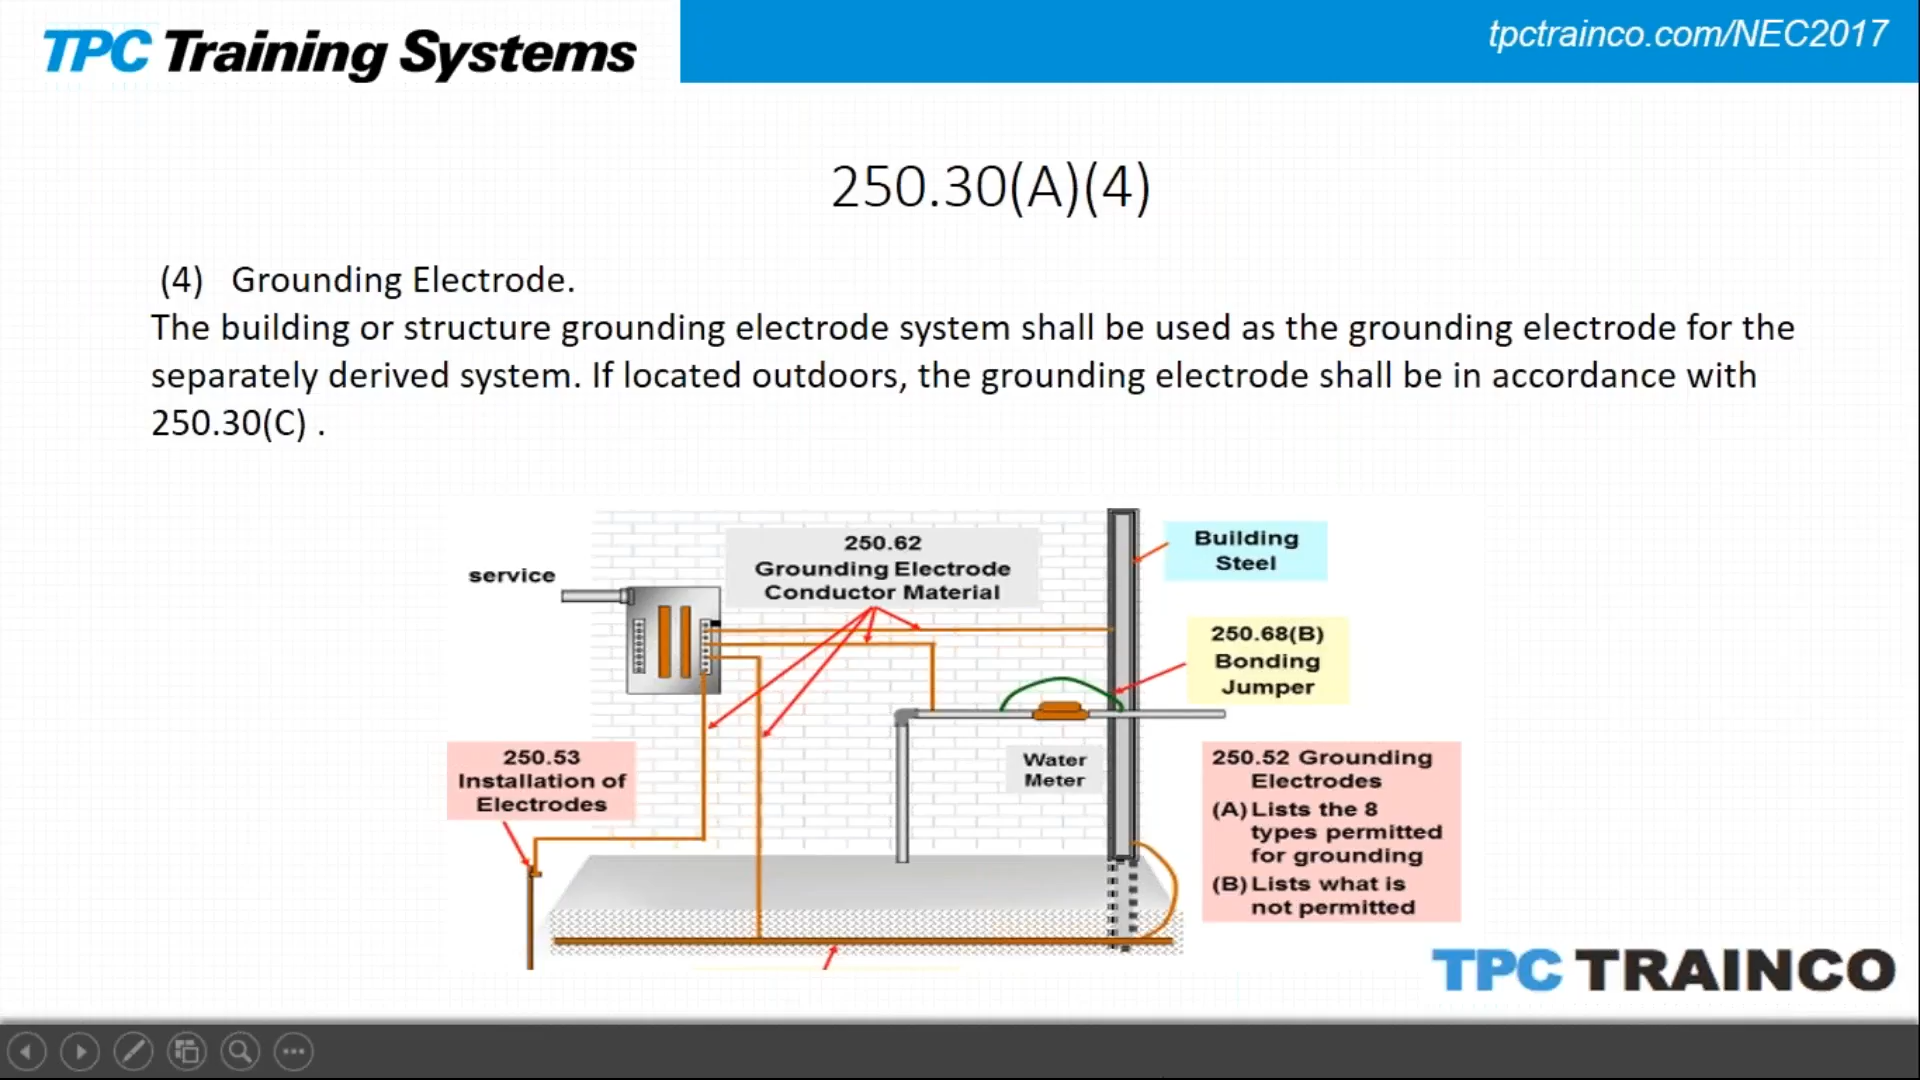 TPC Training Systems
tpctrainco.com/NEC2017
250.30(A)(4)
(4) Grounding Electrode.
The building or structure grounding electrode system shall be used as the grounding electrode for the
separately derived system. If located outdoors, the grounding electrode shall be in accordance with
250.30(C) .
service
250.62
Grounding Electrode
Conductor Material
Building
Steel
250.68(B)
Bonding
Jumper
250.53
Installation of
Electrodes
Water
Meter
250.52 Grounding
Electrodes
(A) Lists the 8
types permitted
for grounding
(B) Lists what is
not permitted
TPC TRAINCO